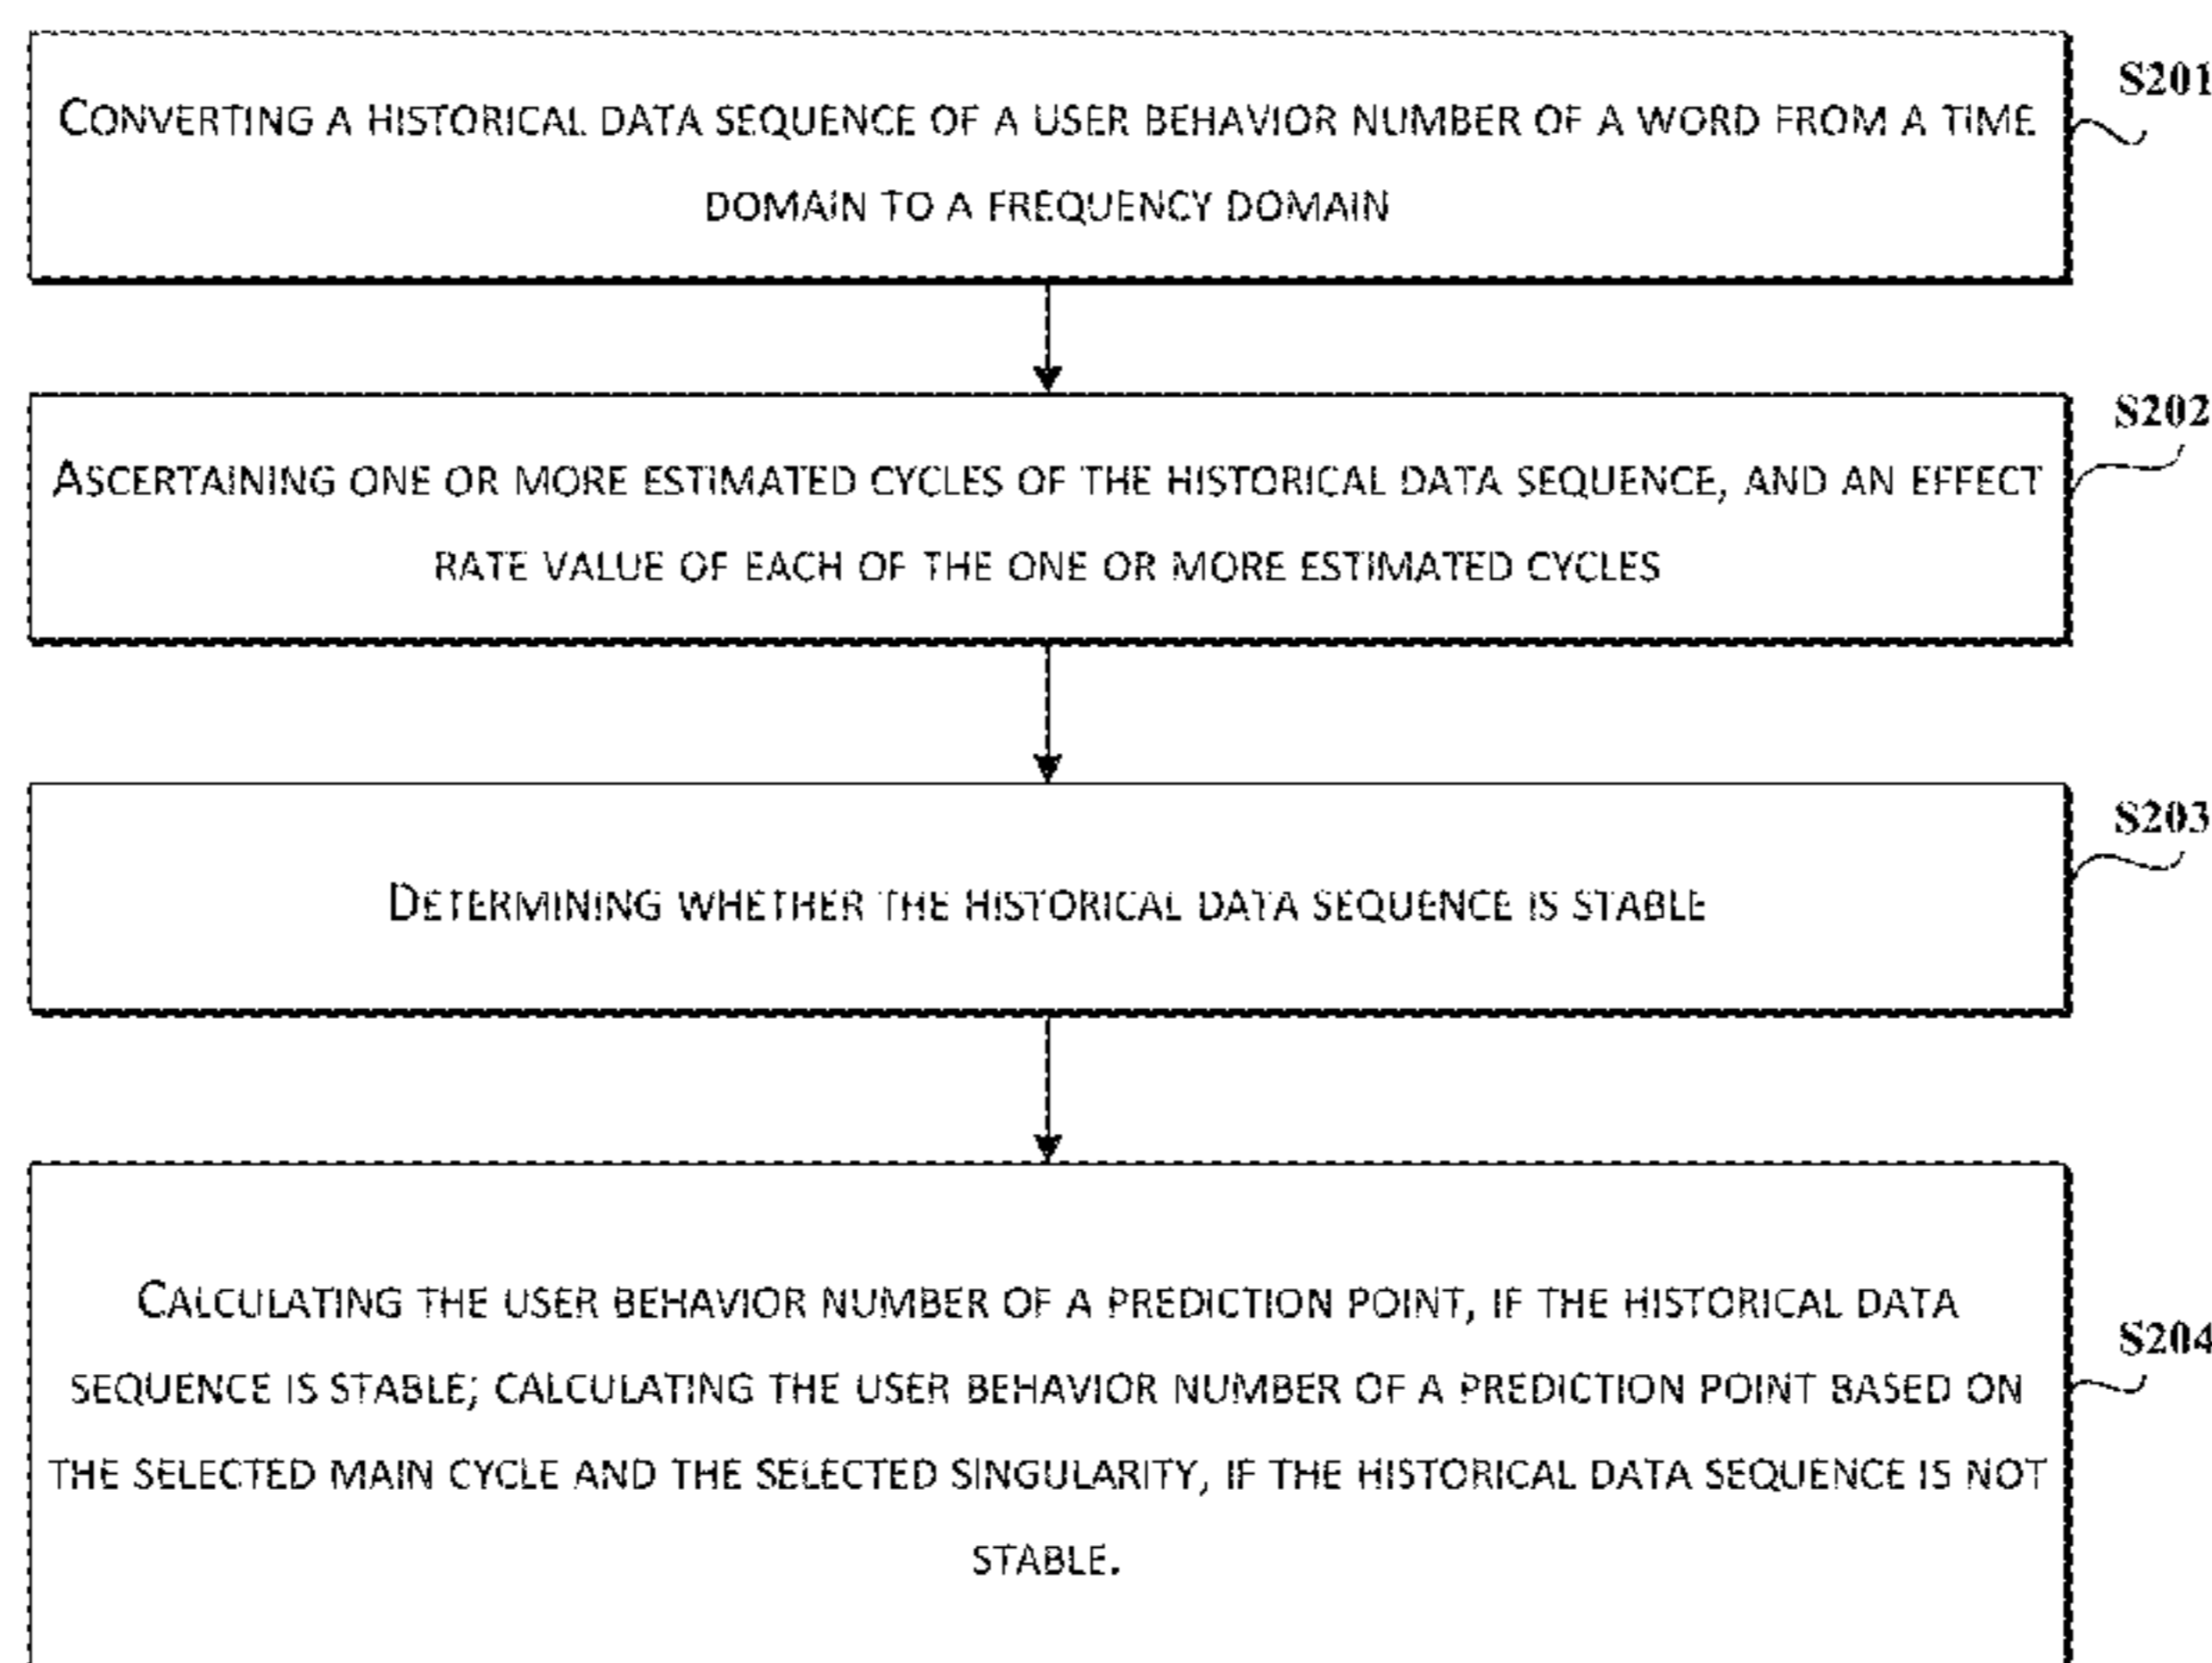 S201
CONVERTING A HISTORICAL DATA SEQUENCE OF A USER BEHAVIOR NUMBER OF A WORD FROM A TIME
DOMAIN TO A FREQUENCY DOMAIN
S202
ASCERTAINING ONE OR MORE ESTIMATED CYCLES OF THE HISTORICAL DATA SEQUENCE, AND AN EFFECT
RATE VALUE OF EACH OF THE ONE OR MORE ESTIMATED CYCLES
S203
DETERMINING WHETHER THE HISTORICAL DATA SEQUENCE IS STABLE
CALCULATING THE USER BEHAVIOR NUMBER OF A PREDICTION POINT, IF THE HISTORICAL DATA
S204
SEQUENCE IS STABLE; CALCULATING THE USER BEHAVIOR NUMBER OF A PREDICTION POINT BASED ON
THE SELECTED MAIN CYCLE AND THE SELECTED SINGULARITY, IF THE HISTORICAL DATA SEQUENCE IS NOT
STABLE.